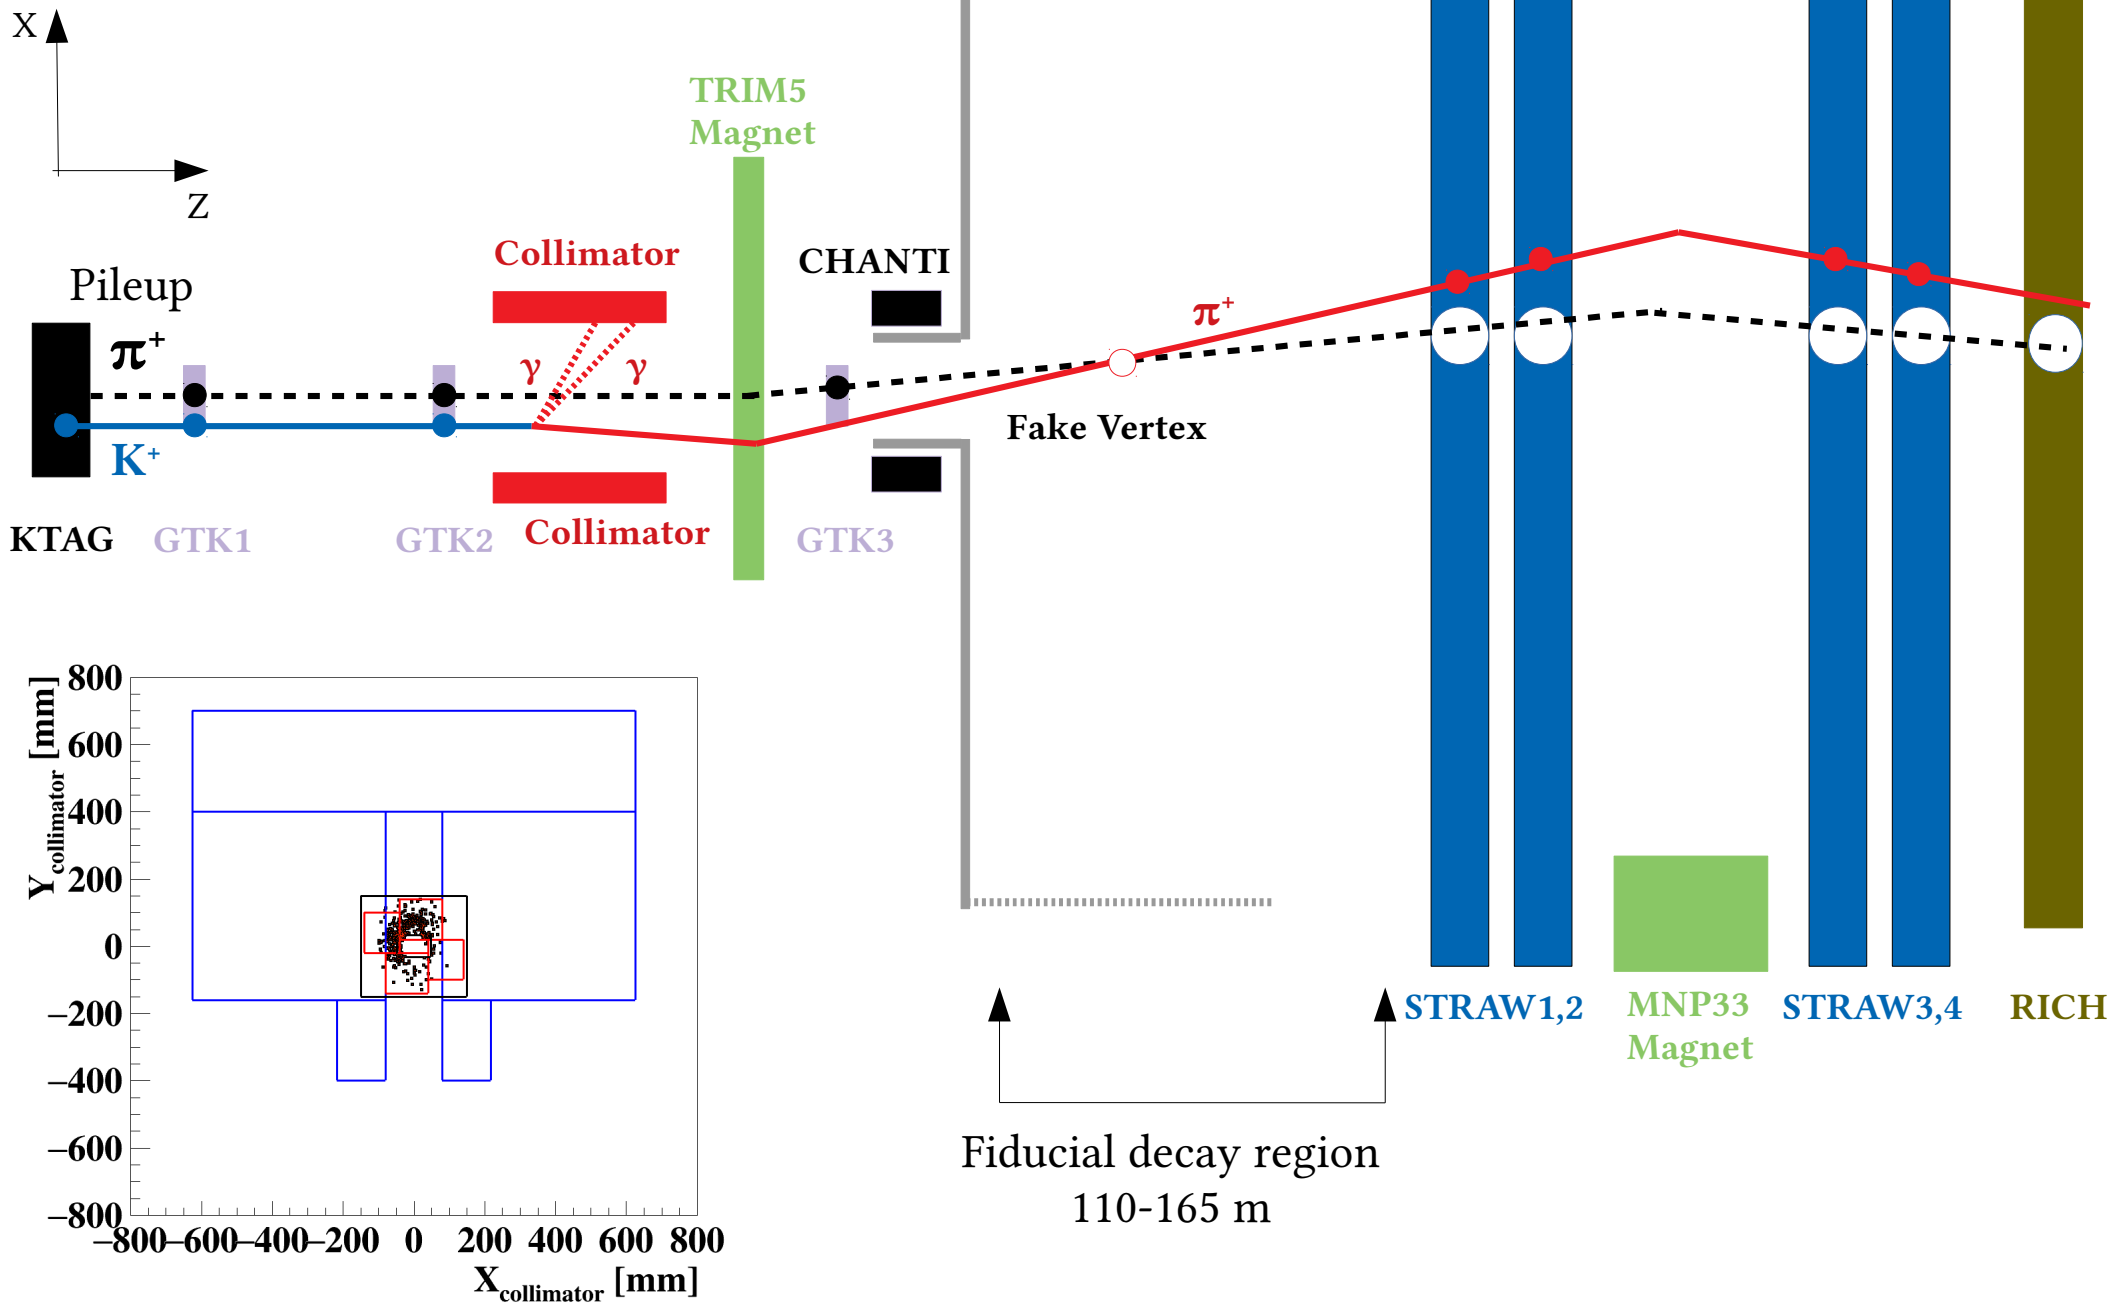 X
Z
TRIM5
Magnet
Collimator
CHANTI
Pileup
π⁺
γ γ
π⁺
K⁺
Fake Vertex
KTAG
GTK1
GTK2
Collimator
GTK3
STRAW1,2
MNP33
Magnet
STRAW3,4
RICH
Fiducial decay region
110-165 m
Ycollimator [mm]
800
600
400
200
0
−200
−400
−600
−800
−800 −600 −400 −200 0 200 400 600 800
Xcollimator [mm]